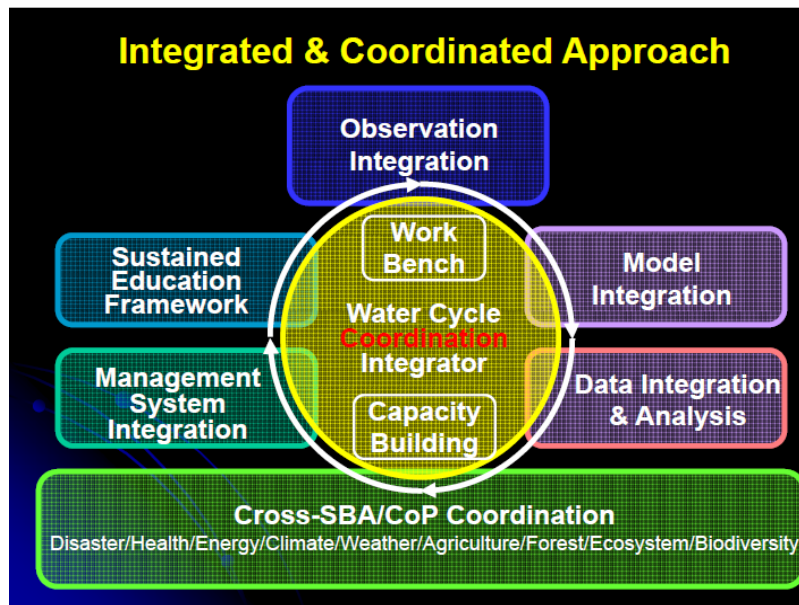 Integrated & Coordinated Approach
Observation
Integration
Sustained
Education
Framework
Work
Bench
Model
Integration
Water Cycle
Coordination
Integrator
Management
System
Integration
Capacity
Building
Data Integration
& Analysis
Cross-SBA/CoP Coordination
Disaster/Health/Energy/Climate/Weather/Agriculture/Forest/Ecosystem/Biodiversity